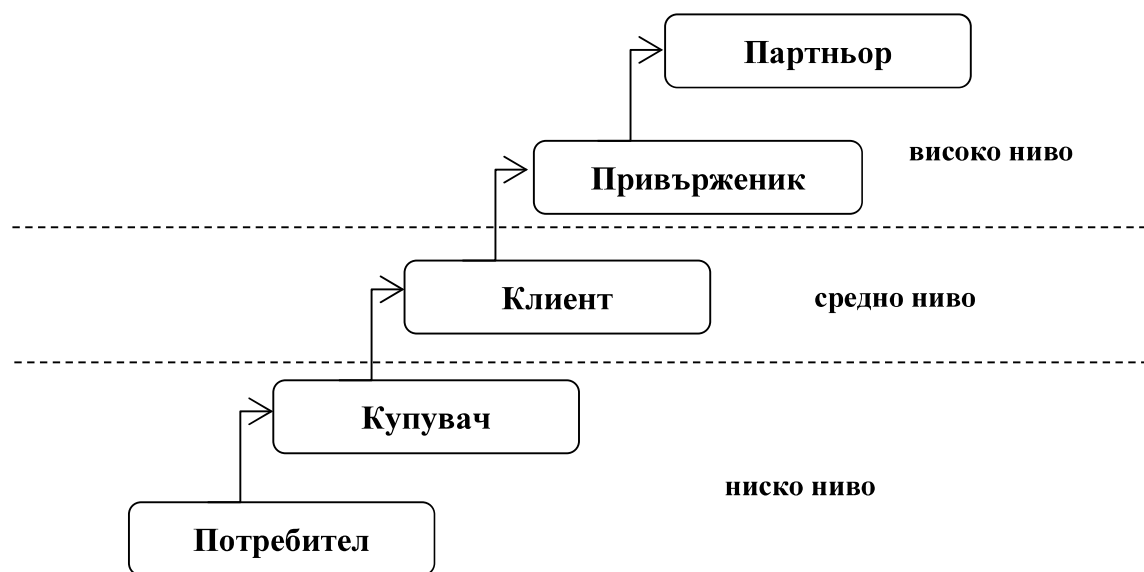 Партньор
високо ниво
Привърженик
Клиент
средно ниво
Купувач
ниско ниво
Потребител